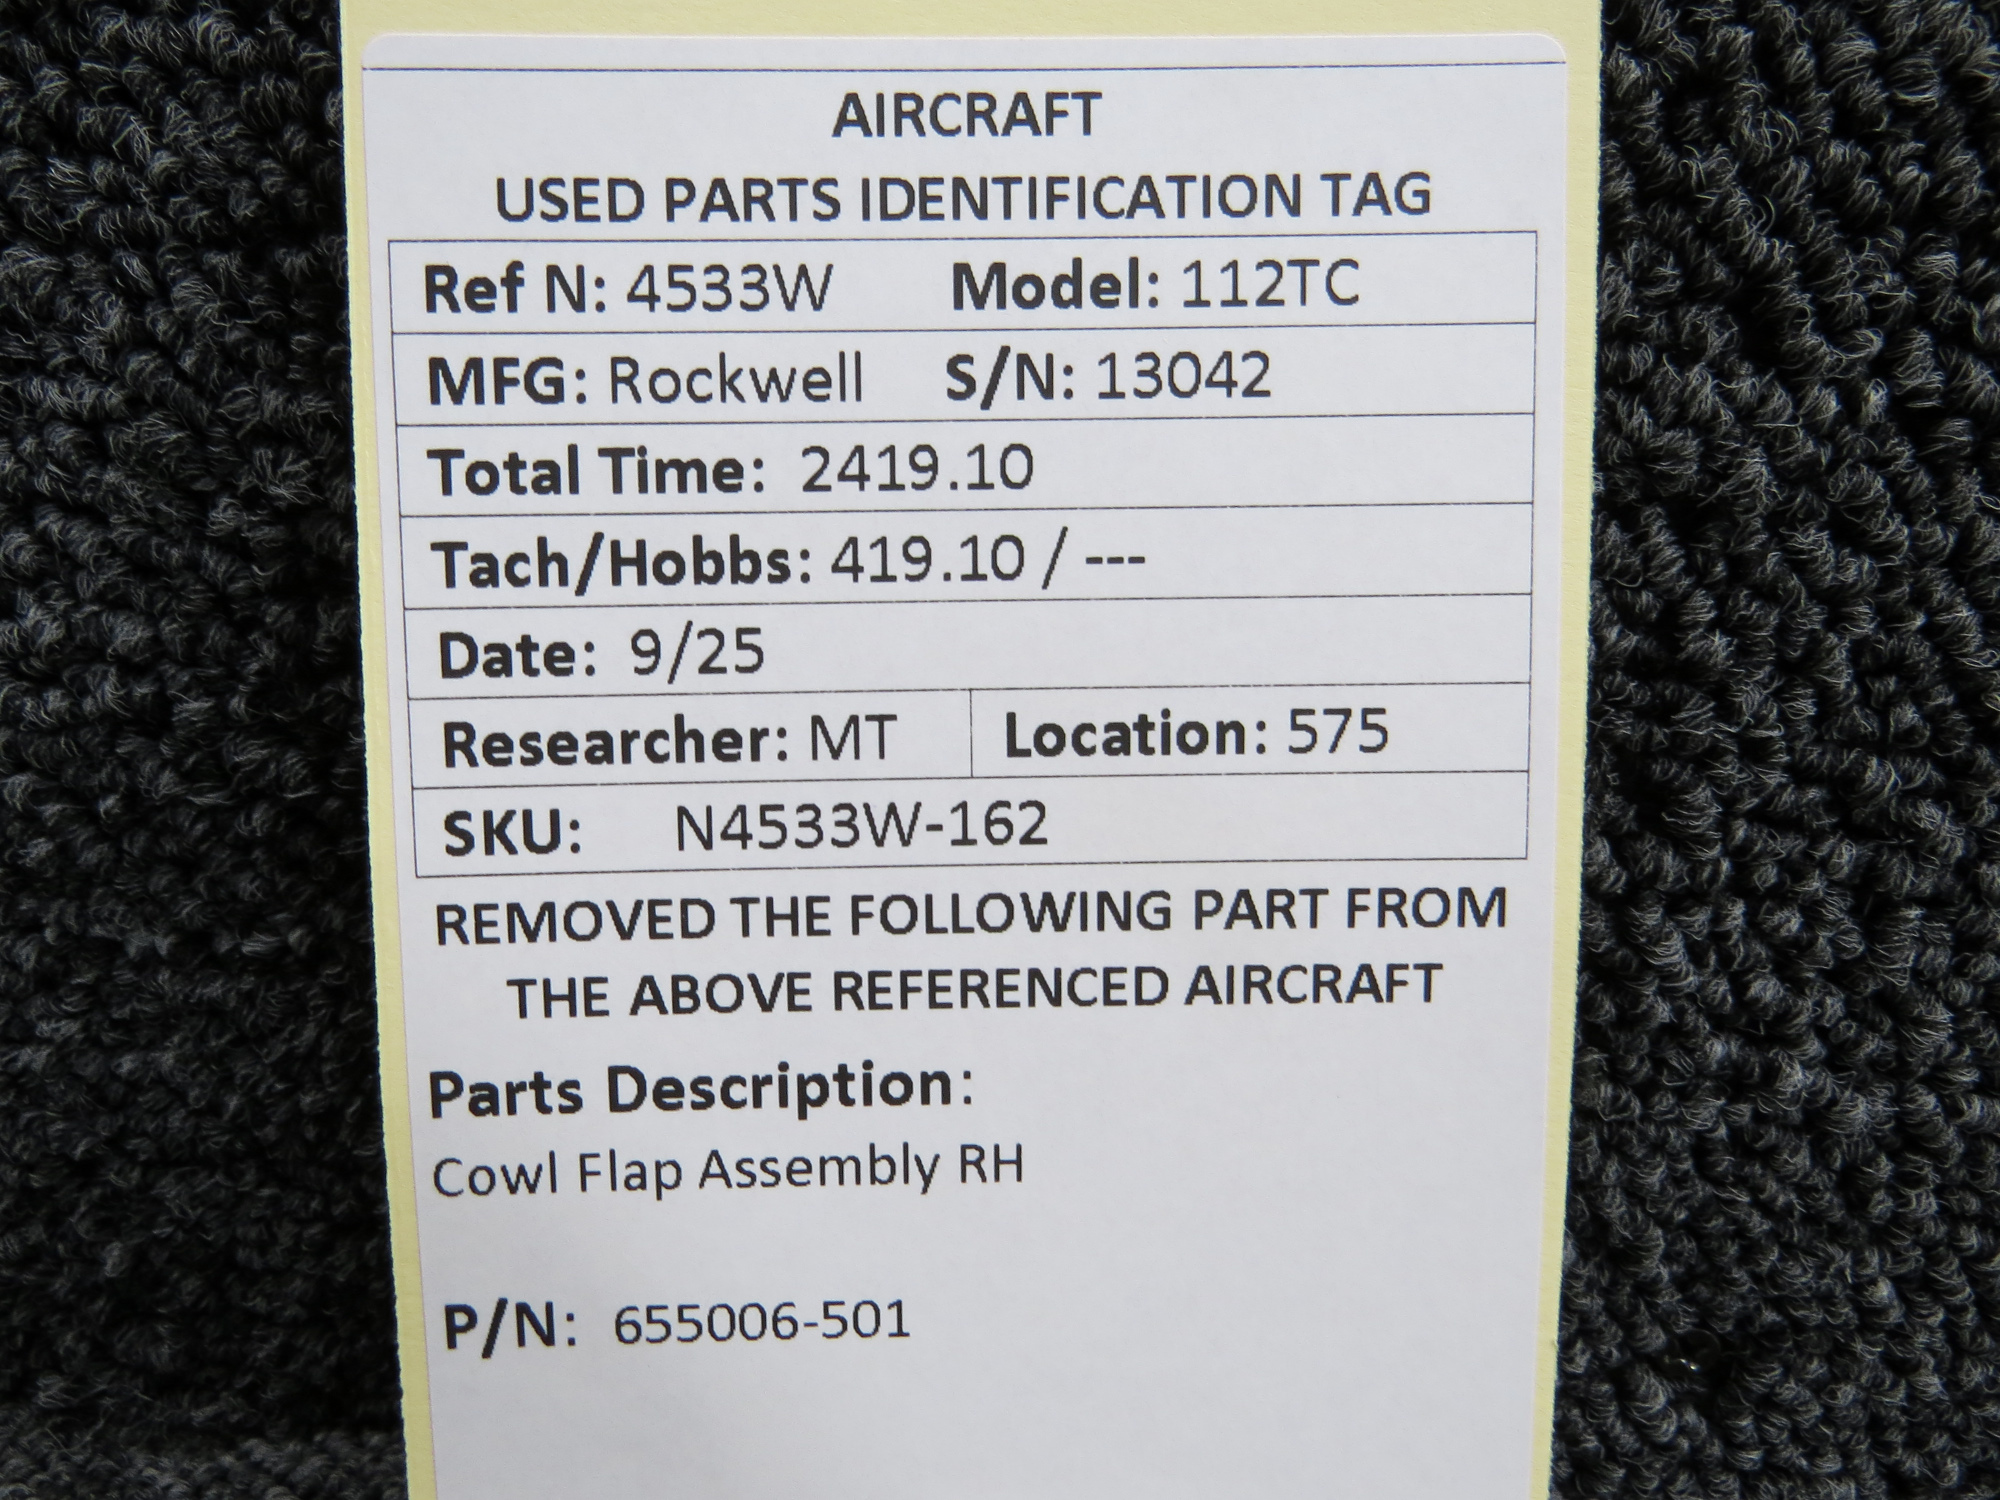 AIRCRAFT
USED PARTS IDENTIFICATION TAG
Ref N: 4533W Model: 112TC
MFG: Rockwell S/N: 13042
Total Time: 2419.10
Tach/Hobbs: 419.10 / ---
Date: 9/25
Researcher: MT Location: 575
SKU: N4533W-162
REMOVED THE FOLLOWING PART FROM
THE ABOVE REFERENCED AIRCRAFT
Parts Description:
Cowl Flap Assembly RH
P/N: 655006-501